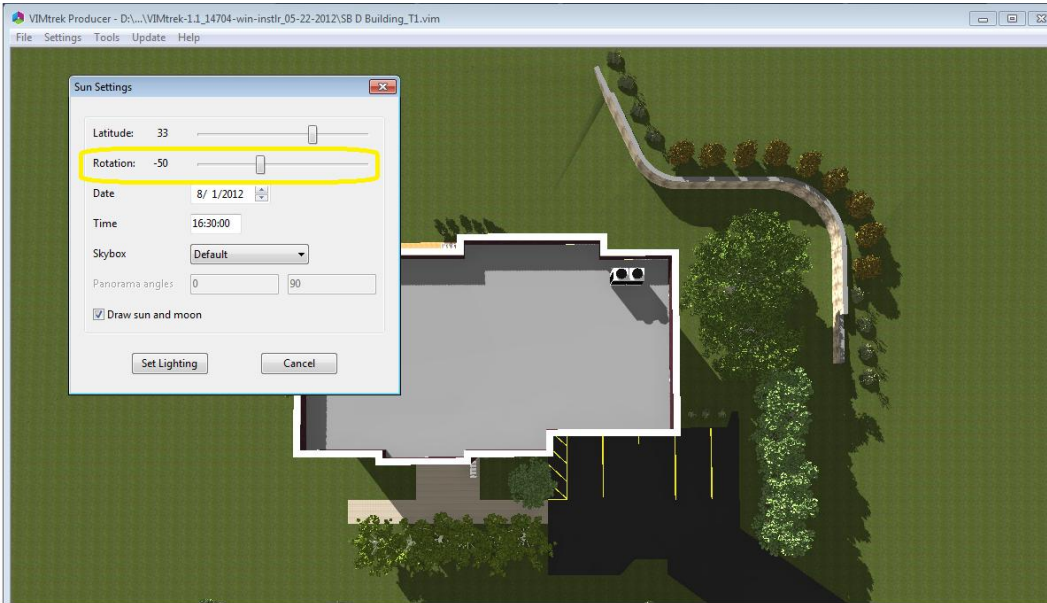 VIMtrek Producer - D:\...\VIMtrek-1.1_14704-win-instlr_05-22-2012\SB D Building_T1.vim
File Settings Tools Update Help
Sun Settings
Latitude: 33
Rotation: -50
Date 8/ 1/2012
Time 16:30:00
Skybox Default
Panorama angles 0 90
Draw sun and moon
Set Lighting Cancel